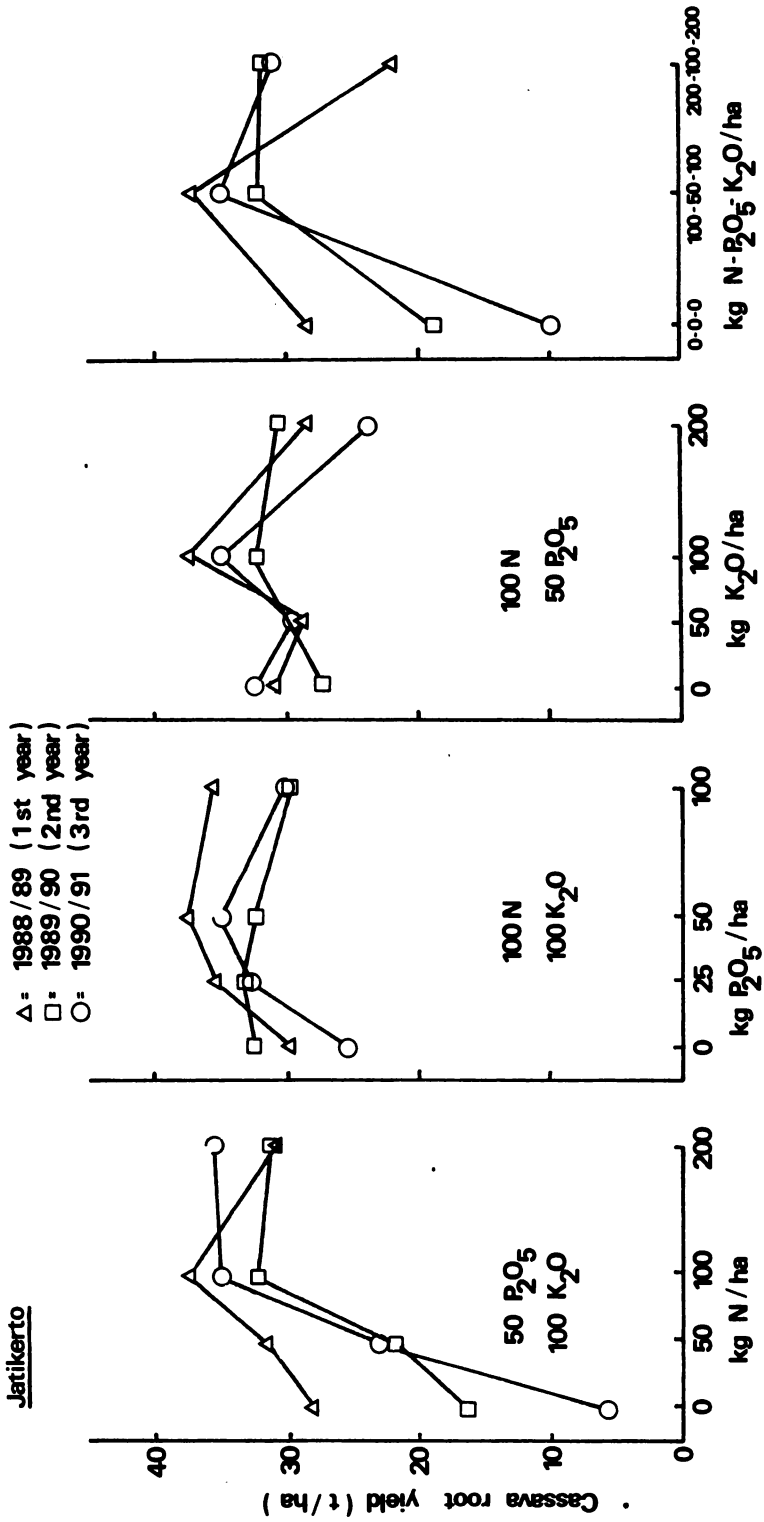 Jatikerto
△= 1988/89 (1st year)
□= 1989/90 (2nd year)
○= 1990/91 (3rd year)
Cassava root yield (t/ha)
40
30
20
10
0
50 P2O5
100 K2O
0 50 100 200
kg N/ha
100 N
100 K2O
0 25 50 100
kg P2O5/ha
100 N
50 P2O5
0 50 100 200
kg K2O/ha
0-0-0 100-50-100 200-100-200
kg N-P2O5-K2O/ha